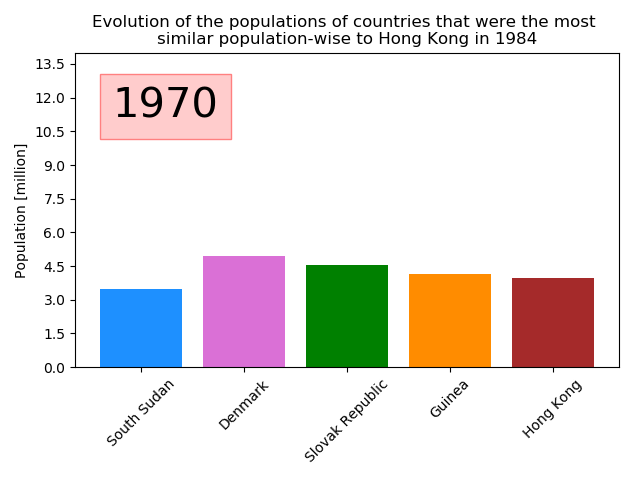 Evolution of the populations of countries that were the most
similar population-wise to Hong Kong in 1984
1970
Population [million]
13.5
12.0
10.5
9.0
7.5
6.0
4.5
3.0
1.5
0.0
South Sudan
Denmark
Slovak Republic
Guinea
Hong Kong